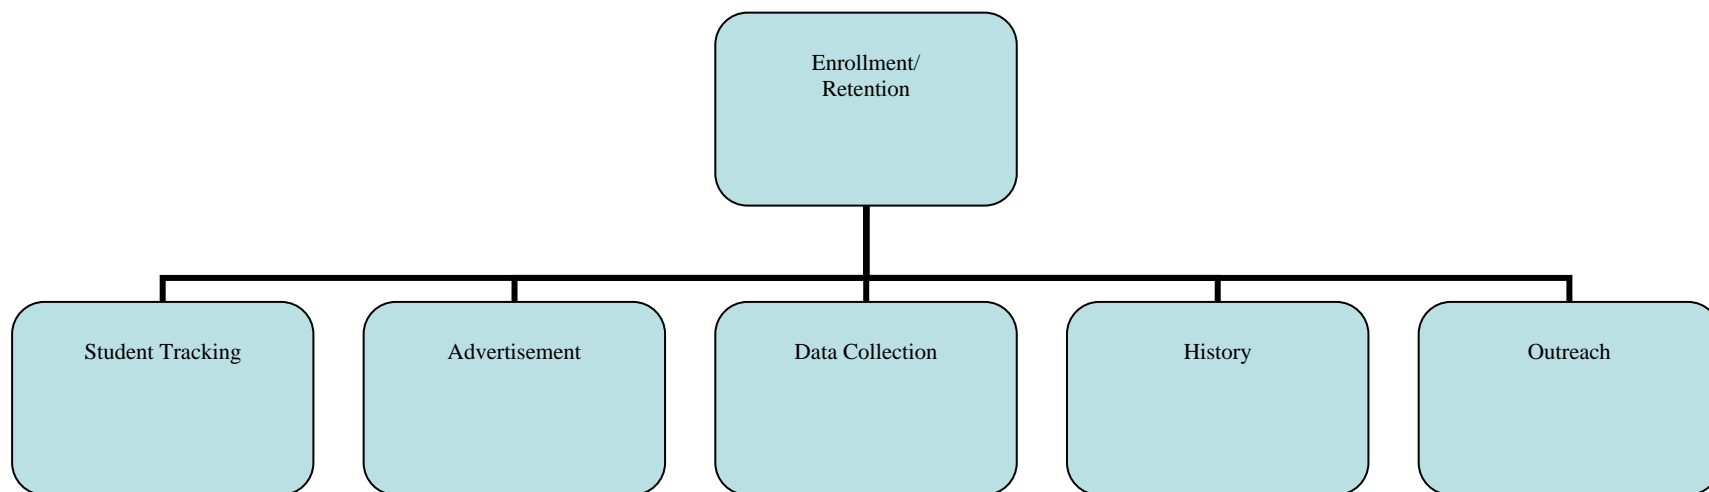 Enrollment/
Retention
Student Tracking
Advertisement
Data Collection
History
Outreach